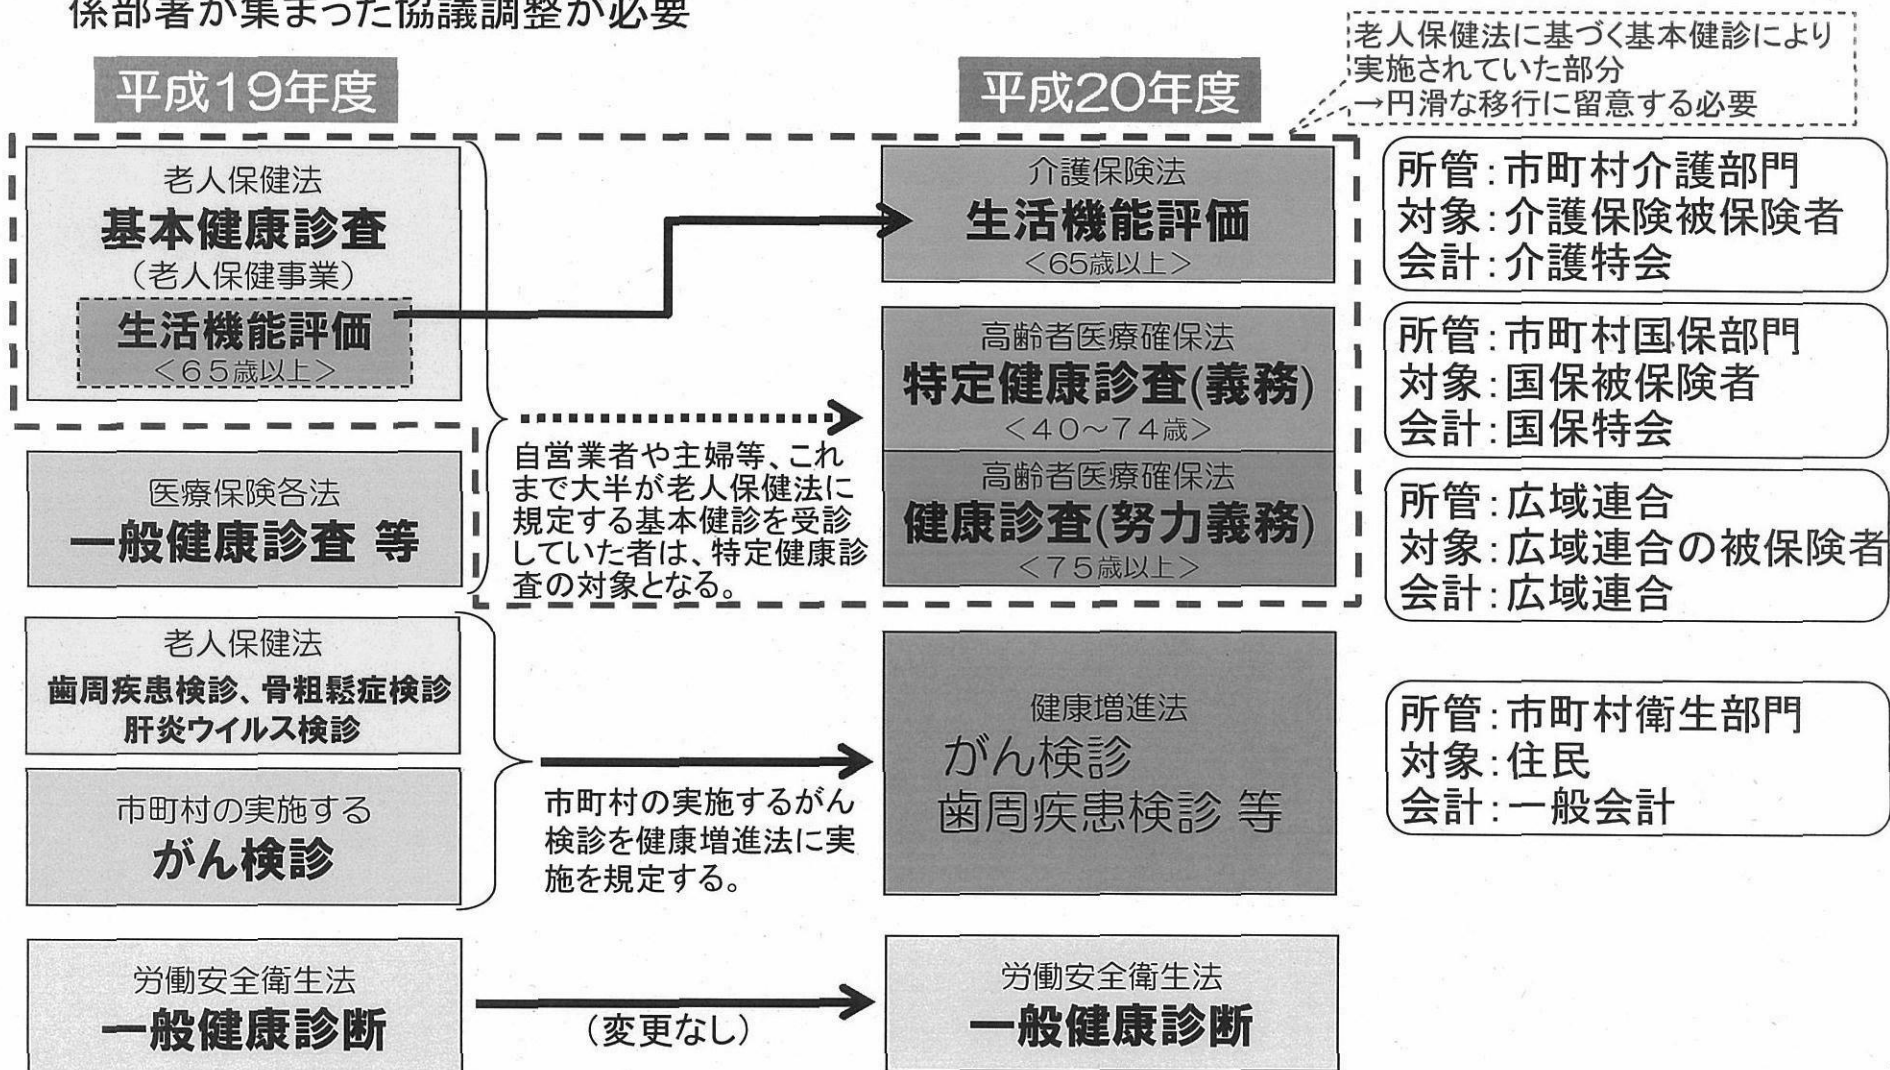 係部署が集まった協議調整が必要
平成19年度
老人保健法
基本健康診査
（老人保健事業）
生活機能評価
＜65歳以上＞
医療保険各法
一般健康診査 等
老人保健法
歯周疾患検診、骨粗鬆症検診
肝炎ウイルス検診
市町村の実施する
がん検診
労働安全衛生法
一般健康診断
自営業者や主婦等、これ
まで大半が老人保健法に
規定する基本健診を受診
していた者は、特定健康診
査の対象となる。
市町村の実施するがん
検診を健康増進法に実
施を規定する。
（変更なし）
平成20年度
介護保険法
生活機能評価
＜65歳以上＞
高齢者医療確保法
特定健康診査(義務)
＜40～74歳＞
高齢者医療確保法
健康診査(努力義務)
＜75歳以上＞
健康増進法
がん検診
歯周疾患検診 等
労働安全衛生法
一般健康診断
老人保健法に基づく基本健診により
実施されていた部分
→円滑な移行に留意する必要
所管：市町村介護部門
対象：介護保険被保険者
会計：介護特会
所管：市町村国保部門
対象：国保被保険者
会計：国保特会
所管：広域連合
対象：広域連合の被保険者
会計：広域連合
所管：市町村衛生部門
対象：住民
会計：一般会計